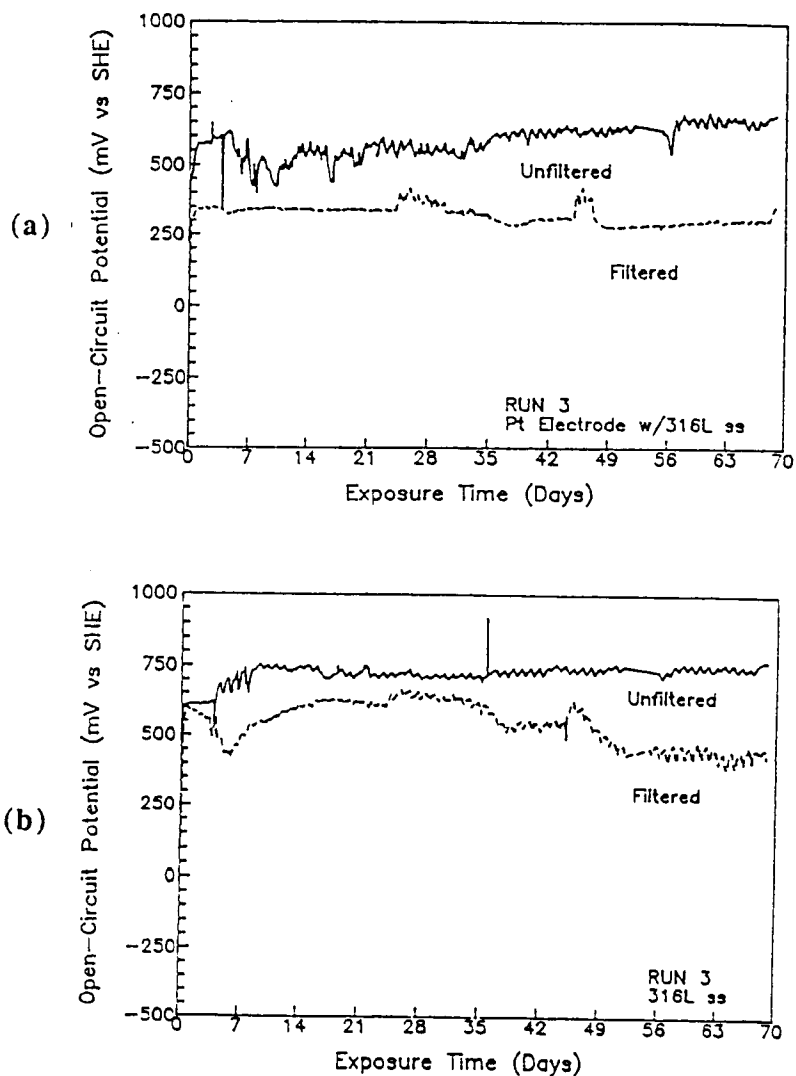 (a)
Open-Circuit Potential (mV vs SHE)
1000
750
500
250
0
-250
-500
Unfiltered
Filtered
RUN 3
Pt Electrode w/316L ss
0 7 14 21 28 35 42 49 56 63 70
Exposure Time (Days)
(b)
Open-Circuit Potential (mV vs SHE)
1000
750
500
250
0
-250
-500
Unfiltered
Filtered
RUN 3
316L ss
0 7 14 21 28 35 42 49 56 63 70
Exposure Time (Days)